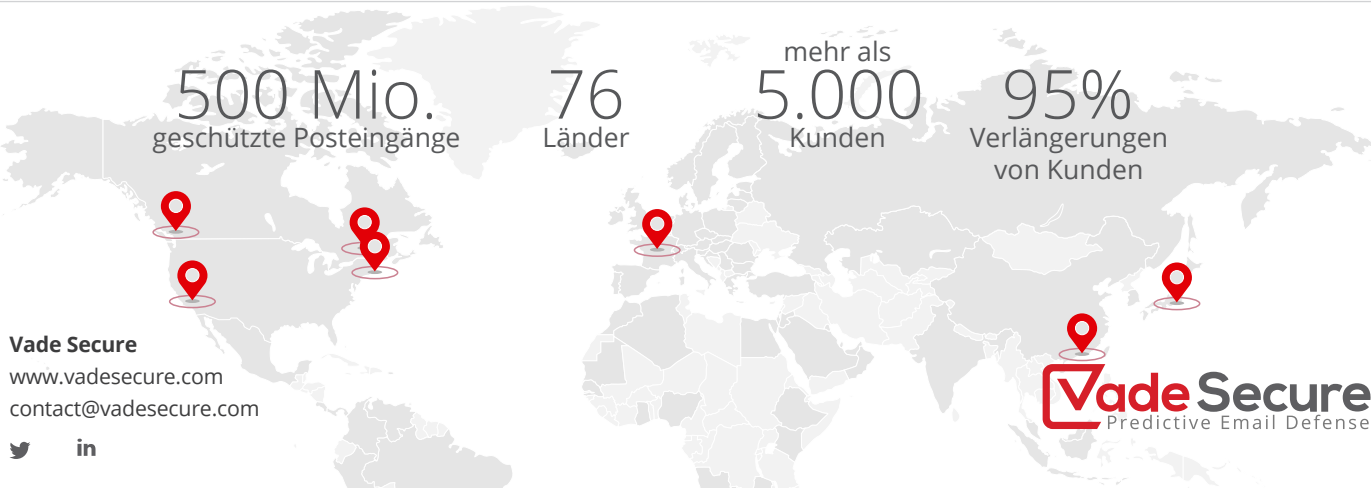 500 Mio.
geschützte Posteingänge
76
Länder
mehr als
5.000
Kunden
95%
Verlängerungen
von Kunden
Vade Secure
www.vadesecure.com
contact@vadesecure.com
in
Vade Secure
Predictive Email Defense